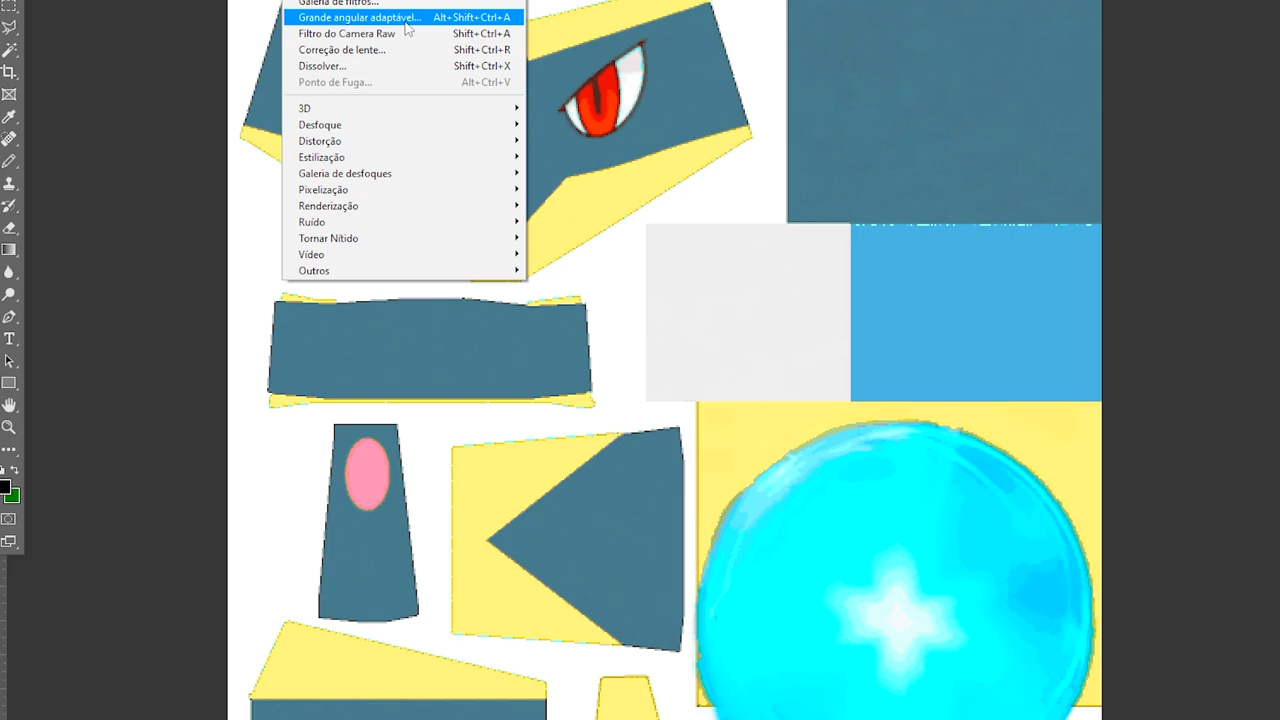 Galeria de filtros...
Grande angular adaptável... Alt+Shift+Ctrl+A
Filtro do Camera Raw Shift+Ctrl+A
Correção de lente... Shift+Ctrl+R
Dissolver... Shift+Ctrl+X
Ponto de Fuga... Alt+Ctrl+V
3D
Desfoque
Distorção
Estilização
Galeria de desfoques
Pixelização
Renderização
Ruído
Tornar Nítido
Vídeo
Outros